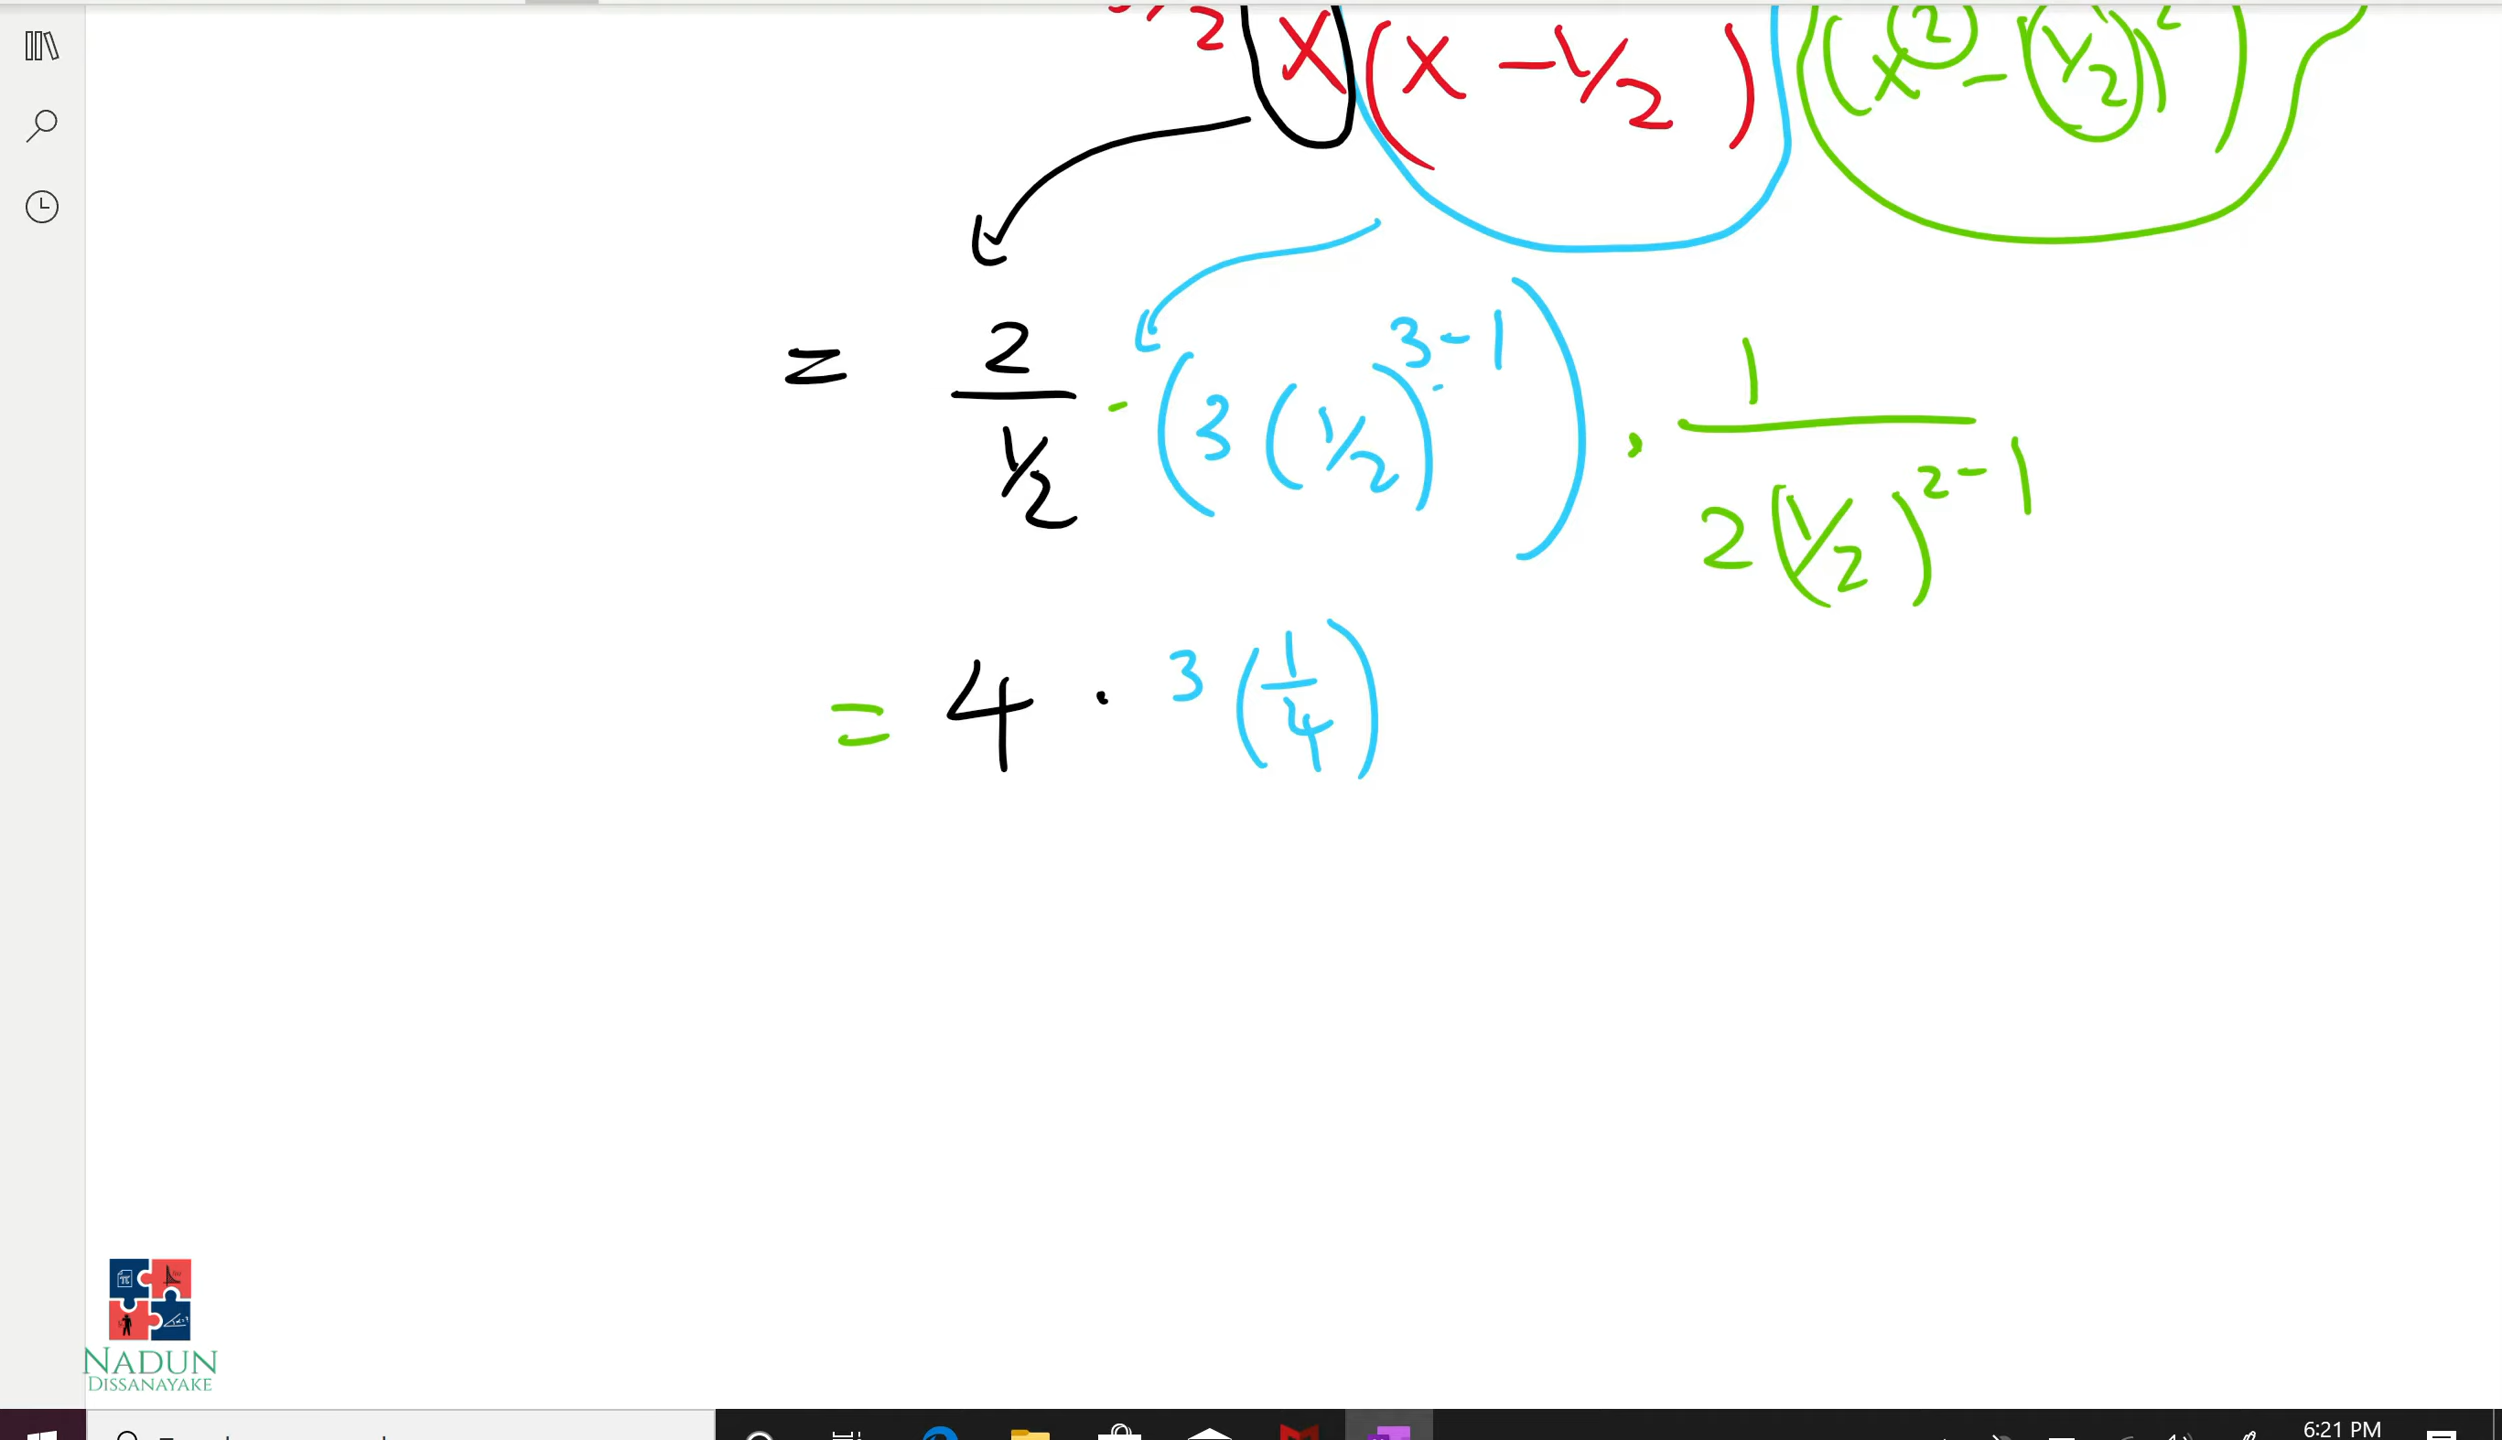 2 x (x - 1/2) (x² - (1/2)²)
= 2 / 1/2 · (3 (1/2)^(3-1)) · 1 / 2(1/2)^(2-1)
= 4 · 3 (1/4)
NADUN
DISSANAYAKE
6:21 PM